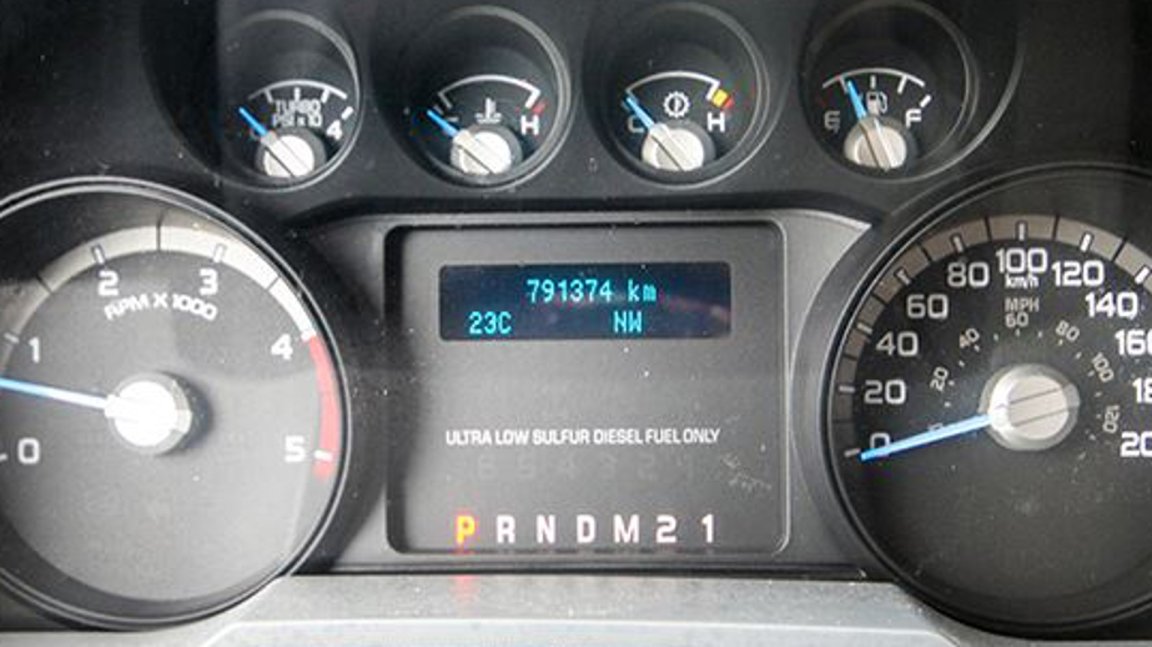 TURBO
PSI x 10
4
H
C
H
E
F
791374 km
23C
NW
ULTRA LOW SULFUR DIESEL FUEL ONLY
P R N D M 2 1
0
1
2
3
4
5
RPM X 1000
0
20
40
60
80
100
120
140
160
km/h
MPH
20
40
60
80
100
120